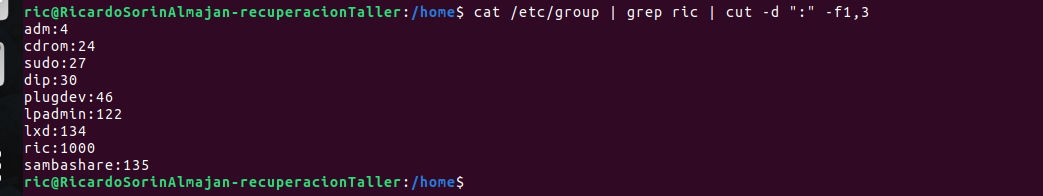 ric@RicardoSorinAlmajan-recuperacionTaller:/home$ cat /etc/group | grep ric | cut -d ":" -f1,3
adm:4
cdrom:24
sudo:27
dip:30
plugdev:46
lpadmin:122
lxd:134
ric:1000
sambashare:135
ric@RicardoSorinAlmajan-recuperacionTaller:/home$